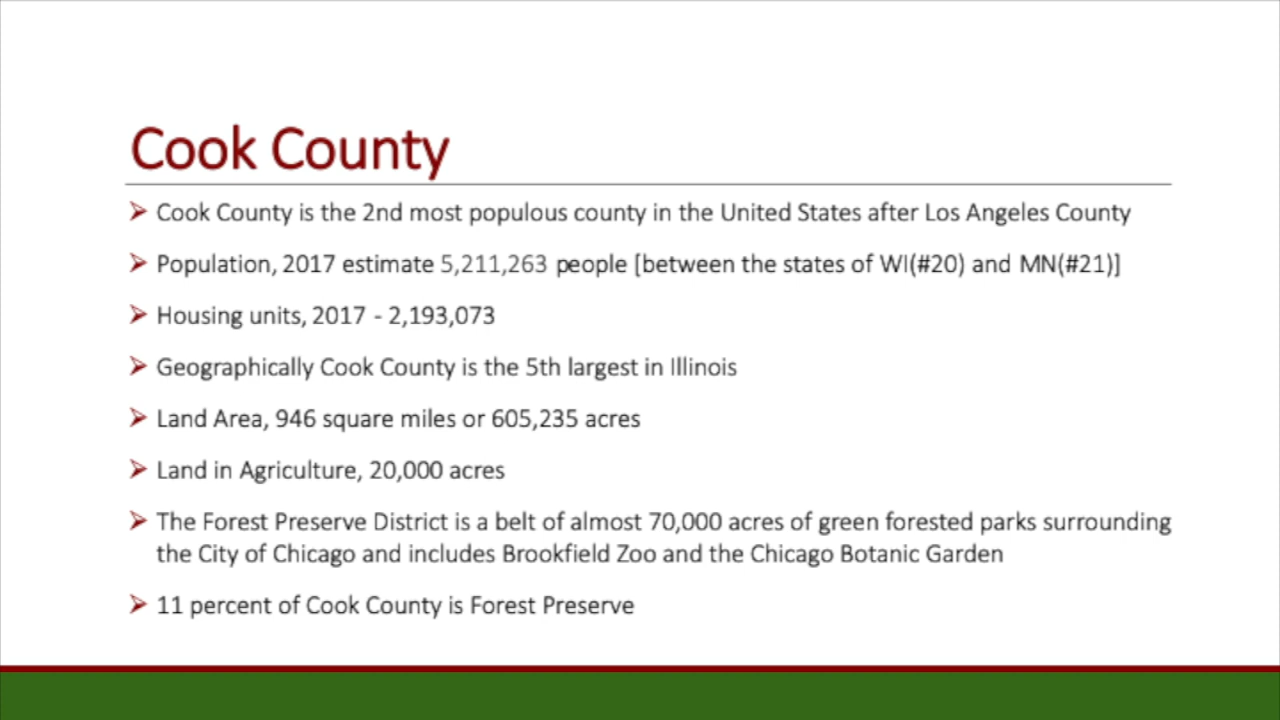 Cook County
Cook County is the 2nd most populous county in the United States after Los Angeles County
Population, 2017 estimate 5,211,263 people [between the states of WI(#20) and MN(#21)]
Housing units, 2017 - 2,193,073
Geographically Cook County is the 5th largest in Illinois
Land Area, 946 square miles or 605,235 acres
Land in Agriculture, 20,000 acres
The Forest Preserve District is a belt of almost 70,000 acres of green forested parks surrounding
the City of Chicago and includes Brookfield Zoo and the Chicago Botanic Garden
11 percent of Cook County is Forest Preserve